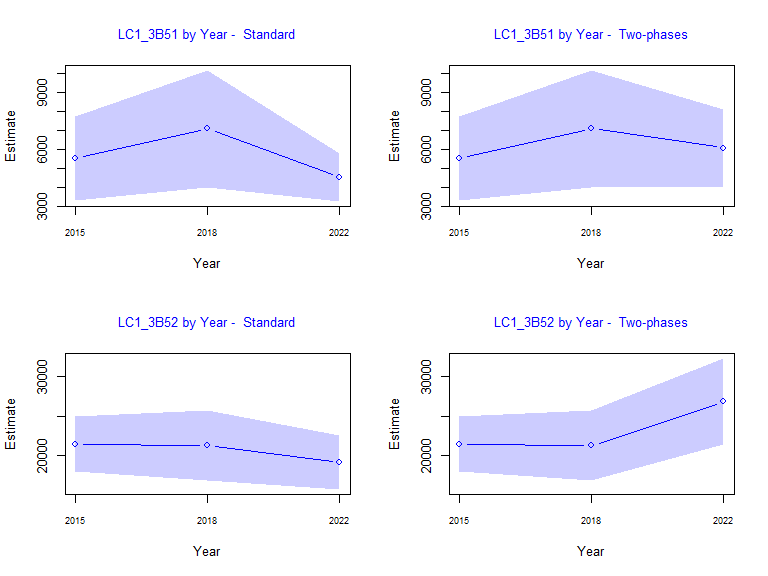 LC1_3B51 by Year -  Standard
Estimate
9000
6000
3000
2015
2018
2022
Year
LC1_3B51 by Year -  Two-phases
Estimate
9000
6000
3000
2015
2018
2022
Year
LC1_3B52 by Year -  Standard
Estimate
30000
20000
2015
2018
2022
Year
LC1_3B52 by Year -  Two-phases
Estimate
30000
20000
2015
2018
2022
Year